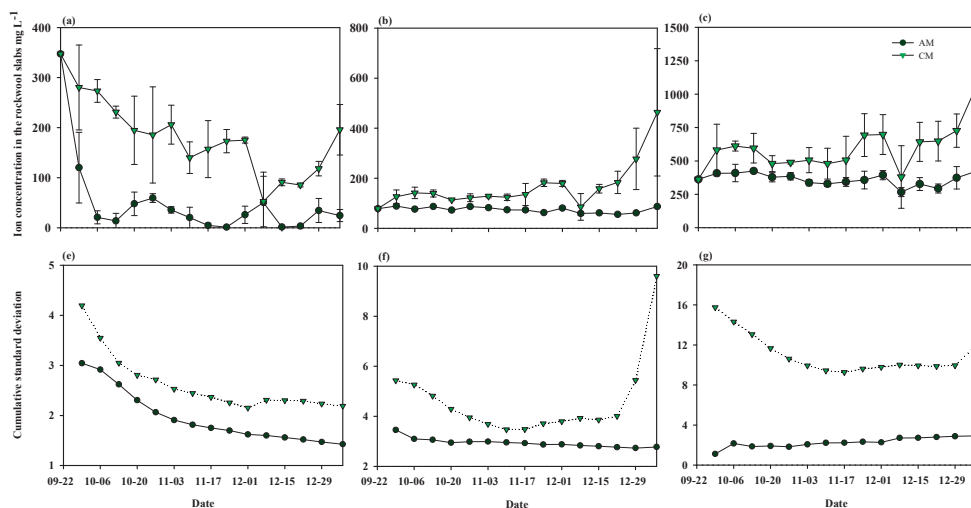 (a)
(b)
(c)
Ion concentration in the rockwool slabs mg L⁻¹
400
300
200
100
0
800
600
400
200
0
1500
1250
1000
750
500
250
0
AM
CM
(e)
(f)
(g)
Cumulative standard deviation
5
4
3
2
1
10
8
6
4
2
20
16
12
8
4
0
09-22 10-06 10-20 11-03 11-17 12-01 12-15 12-29
09-22 10-06 10-20 11-03 11-17 12-01 12-15 12-29
09-22 10-06 10-20 11-03 11-17 12-01 12-15 12-29
Date
Date
Date